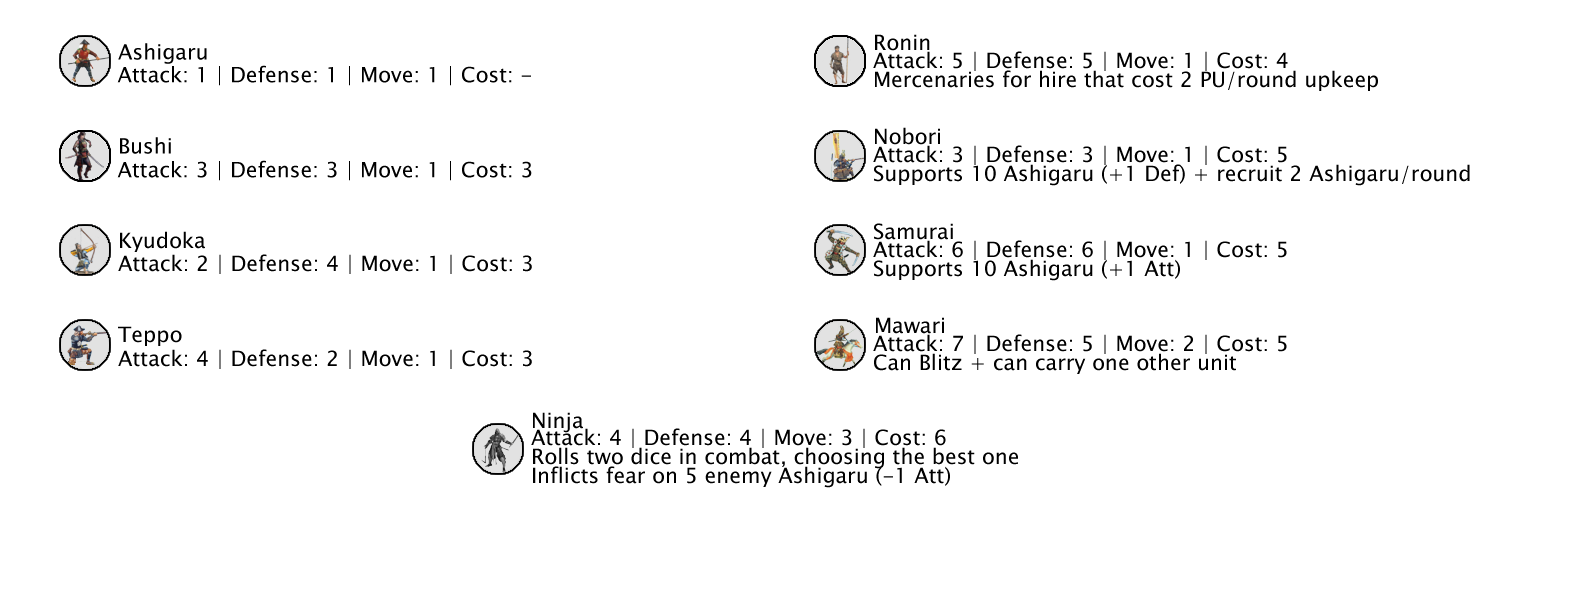 Ashigaru
Attack: 1 | Defense: 1 | Move: 1 | Cost: -
Bushi
Attack: 3 | Defense: 3 | Move: 1 | Cost: 3
Kyudoka
Attack: 2 | Defense: 4 | Move: 1 | Cost: 3
Teppo
Attack: 4 | Defense: 2 | Move: 1 | Cost: 3
Ronin
Attack: 5 | Defense: 5 | Move: 1 | Cost: 4
Mercenaries for hire that cost 2 PU/round upkeep
Nobori
Attack: 3 | Defense: 3 | Move: 1 | Cost: 5
Supports 10 Ashigaru (+1 Def) + recruit 2 Ashigaru/round
Samurai
Attack: 6 | Defense: 6 | Move: 1 | Cost: 5
Supports 10 Ashigaru (+1 Att)
Mawari
Attack: 7 | Defense: 5 | Move: 2 | Cost: 5
Can Blitz + can carry one other unit
Ninja
Attack: 4 | Defense: 4 | Move: 3 | Cost: 6
Rolls two dice in combat, choosing the best one
Inflicts fear on 5 enemy Ashigaru (-1 Att)